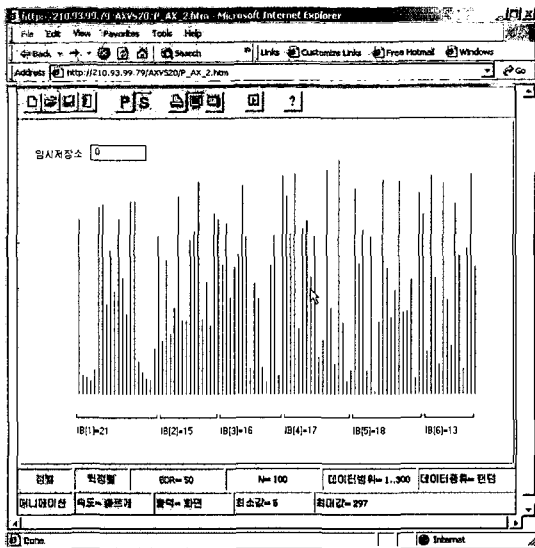 http://210.93.99.79/AXVS20/P_AX_2.htm - Microsoft Internet Explorer
File Edit View Favorites Tools Help
Back Search Links Customize Links Free Hotmail Windows
Address http://210.93.99.79/AXVS20/P_AX_2.htm Go
P S ?
임시저장소 0
IB[1]=21 IB[2]=15 IB[3]=16 IB[4]=17 IB[5]=18 IB[6]=13
정렬 퀵정렬 N= 100 데이터범위= 1..300 데이터종류= 랜덤
애니메이션 속도= 빠르게 출력= 화면 최소값= 5 최대값= 297
Done Internet